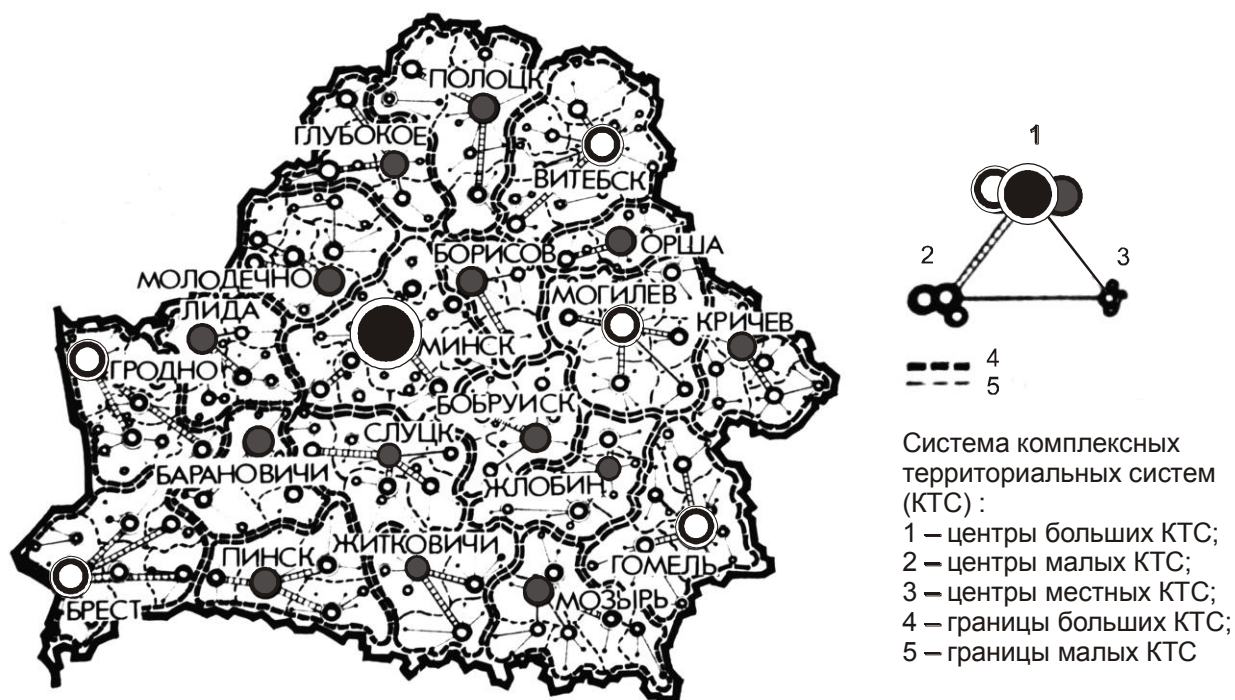 ПОЛОЦК
ГЛУБОКОЕ
ВИТЕБСК
БОРИСОВ
ОРША
МОЛОДЕЧНО
МОГИЛЕВ
ЛИДА
КРИЧЕВ
МИНСК
ГРОДНО
БОБРУИСК
СЛУЦК
БАРАНОВИЧИ
ЖЛОБИН
ПИНСК
ЖИТКОВИЧИ
ГОМЕЛЬ
МОЗЫРЬ
БРЕСТ
1
2
3
4
5
Система комплексных
территориальных систем
(КТС) :
1 – центры больших КТС;
2 – центры малых КТС;
3 – центры местных КТС;
4 – границы больших КТС;
5 – границы малых КТС